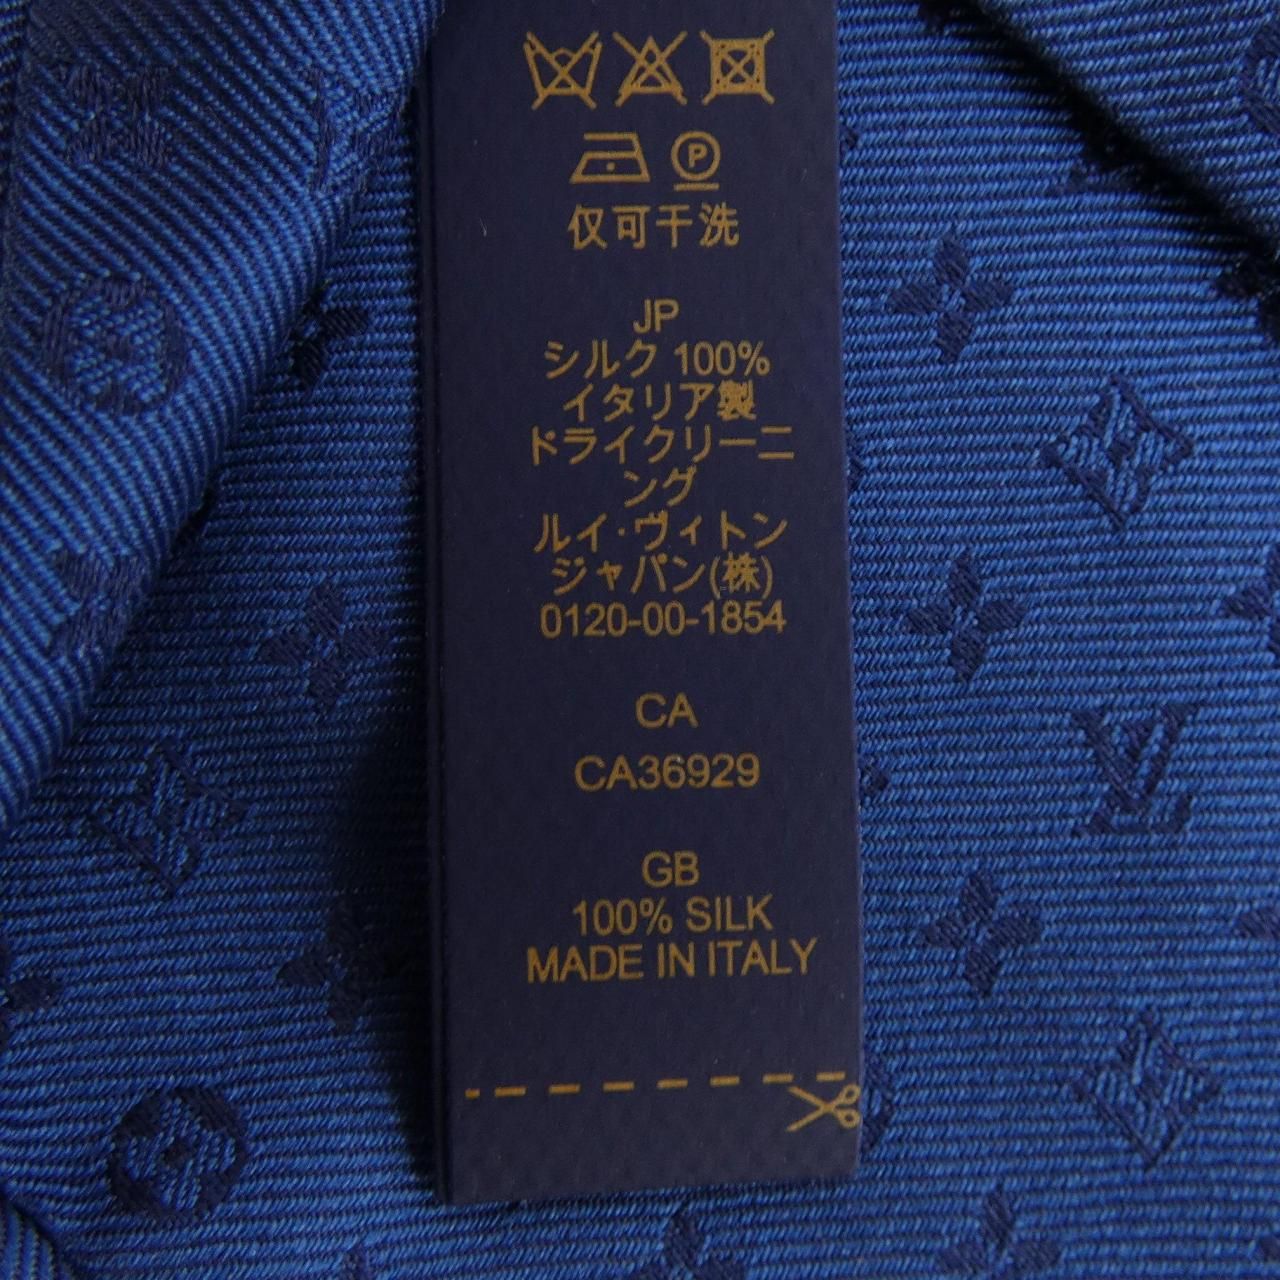 P
仅可干洗
JP
シルク 100%
イタリア製
ドライクリーニ
ング
ルイ·ヴィトン
ジャパン(株)
0120-00-1854
CA
CA36929
GB
100% SILK
MADE IN ITALY
LV